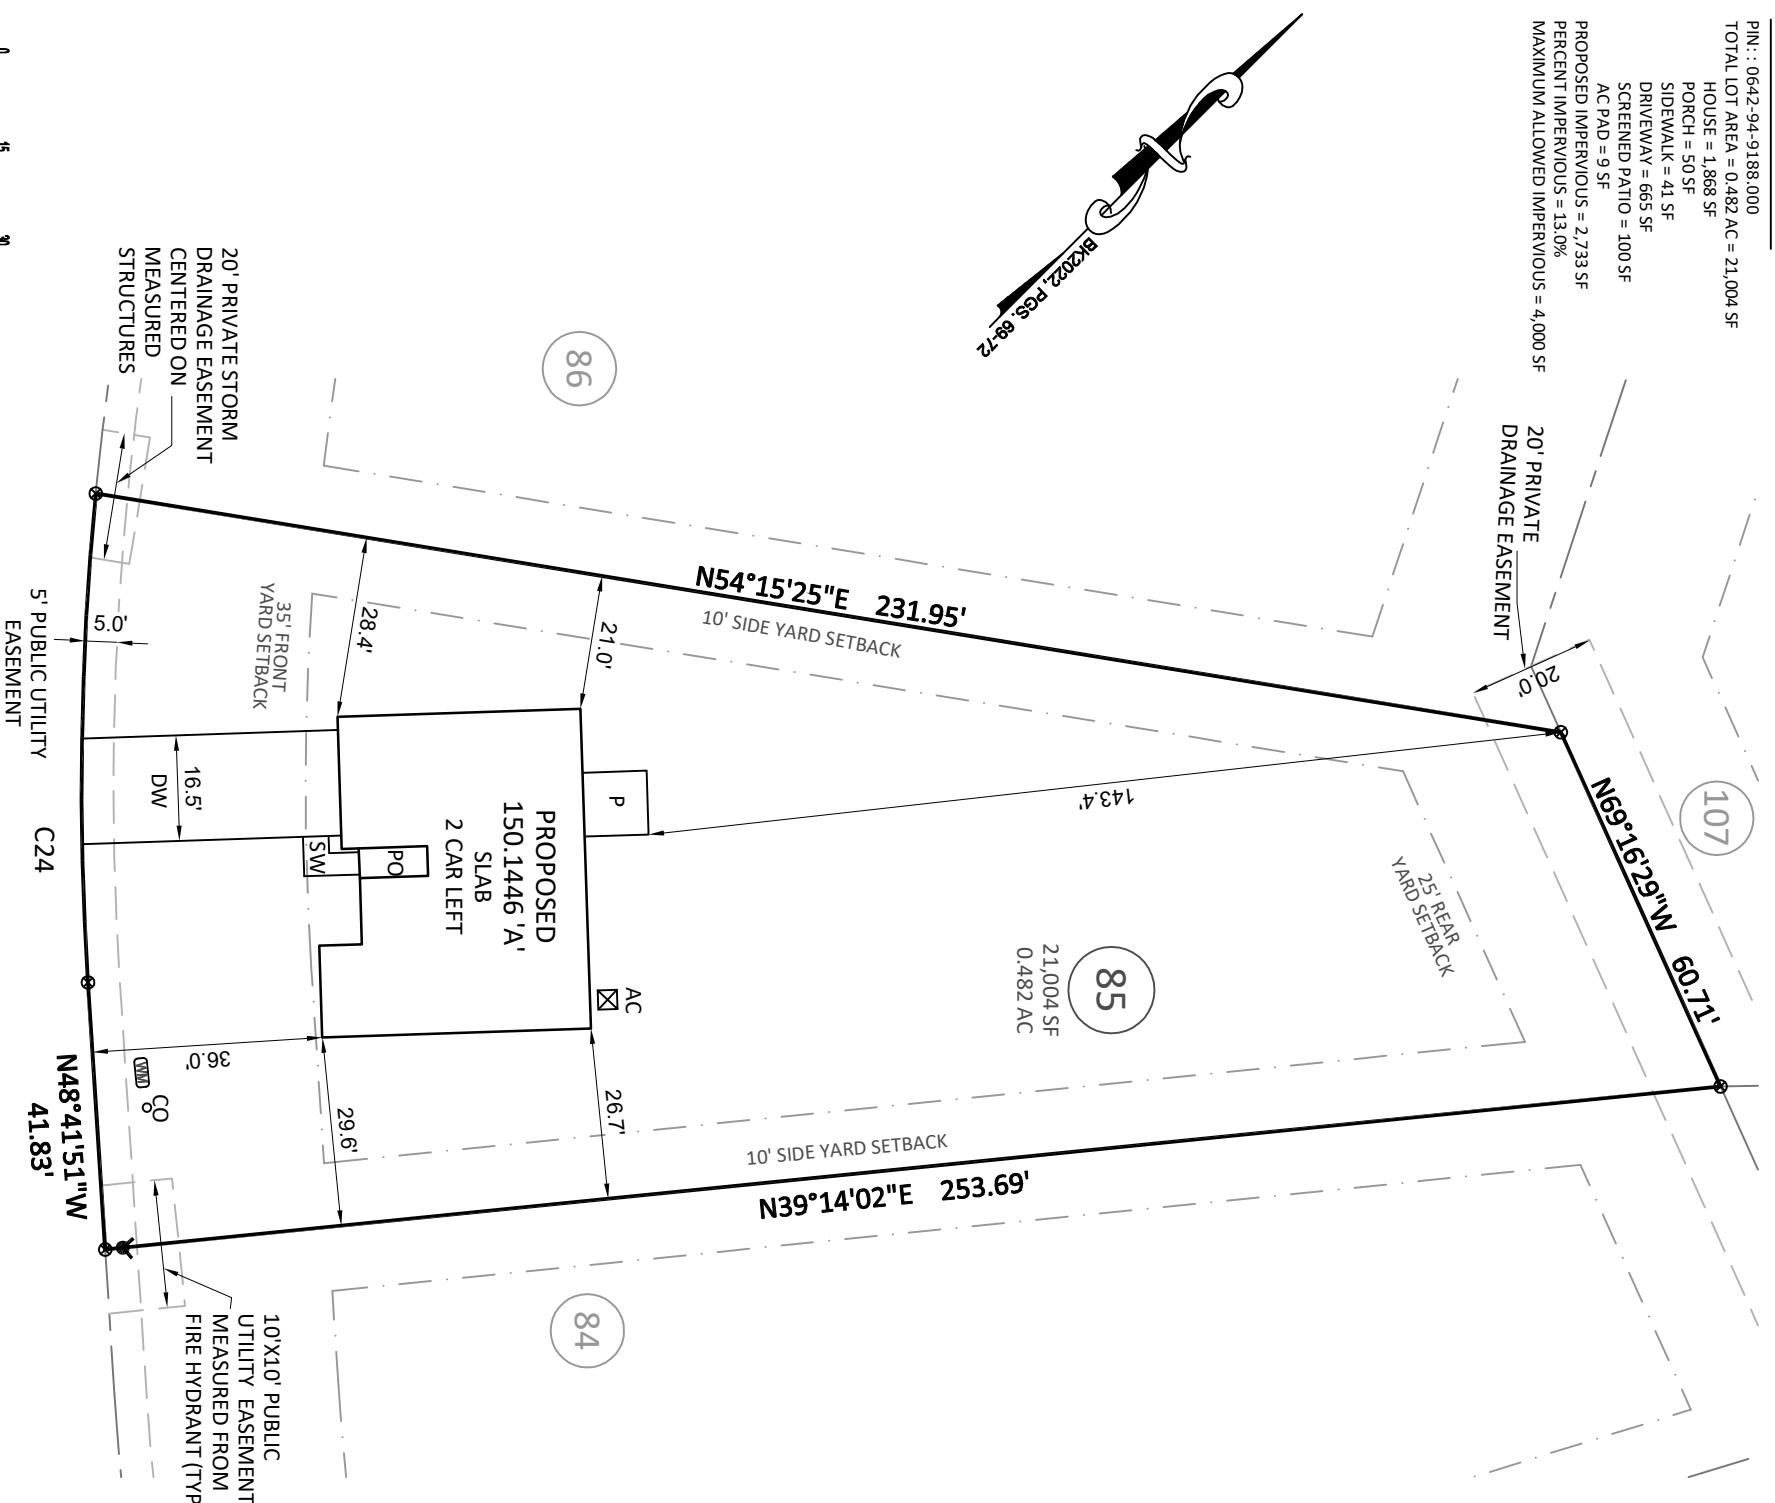 PIN: 0642-94-9188.000
TOTAL LOT AREA = 0.482 AC = 21,004 SF
HOUSE = 1,868 SF
PORCH = 50 SF
SIDEWALK = 41 SF
DRIVEWAY = 665 SF
SCREENED PATIO = 100 SF
AC PAD = 9 SF
PROPOSED IMPERVIOUS = 2,733 SF
PERCENT IMPERVIOUS = 13.0%
MAXIMUM ALLOWED IMPERVIOUS = 4,000 SF
BK2022, PGS. 69-72
20' PRIVATE
DRAINAGE EASEMENT
20.0'
107
N69°16'29"W 60.71'
25' REAR
YARD SETBACK
86
N54°15'25"E 231.95'
10' SIDE YARD SETBACK
143.4'
85
21,004 SF
0.482 AC
21.0'
28.4'
P
AC
PROPOSED
150.1446 'A'
SLAB
2 CAR LEFT
PO
SW
26.7'
29.6'
10' SIDE YARD SETBACK
N39°14'02"E 253.69'
84
35' FRONT
YARD SETBACK
36.0'
16.5'
DW
WM
CO
20' PRIVATE STORM
DRAINAGE EASEMENT
CENTERED ON
MEASURED
STRUCTURES
5.0'
5' PUBLIC UTILITY
EASEMENT
C24
N48°41'51"W
41.83'
10'X10' PUBLIC
UTILITY EASEMENT
MEASURED FROM
FIRE HYDRANT (TYP
0 15 30